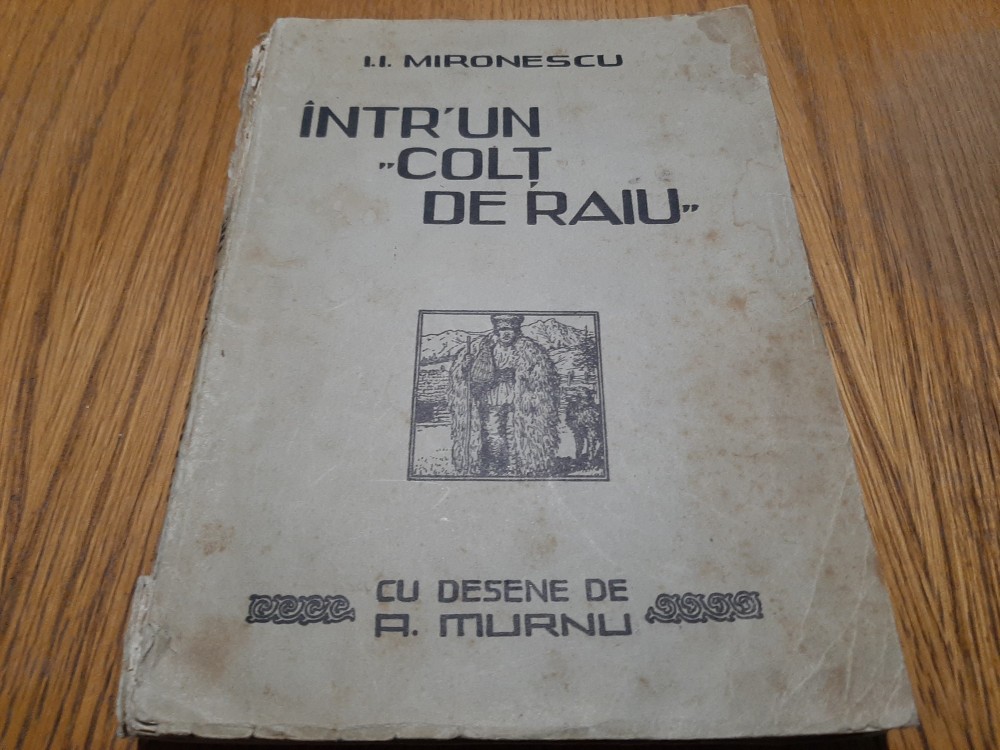 I.I. MIRONESCU
ÎNTR'UN
„COLȚ
DE RAIU„
CU DESENE DE
A. MURNU